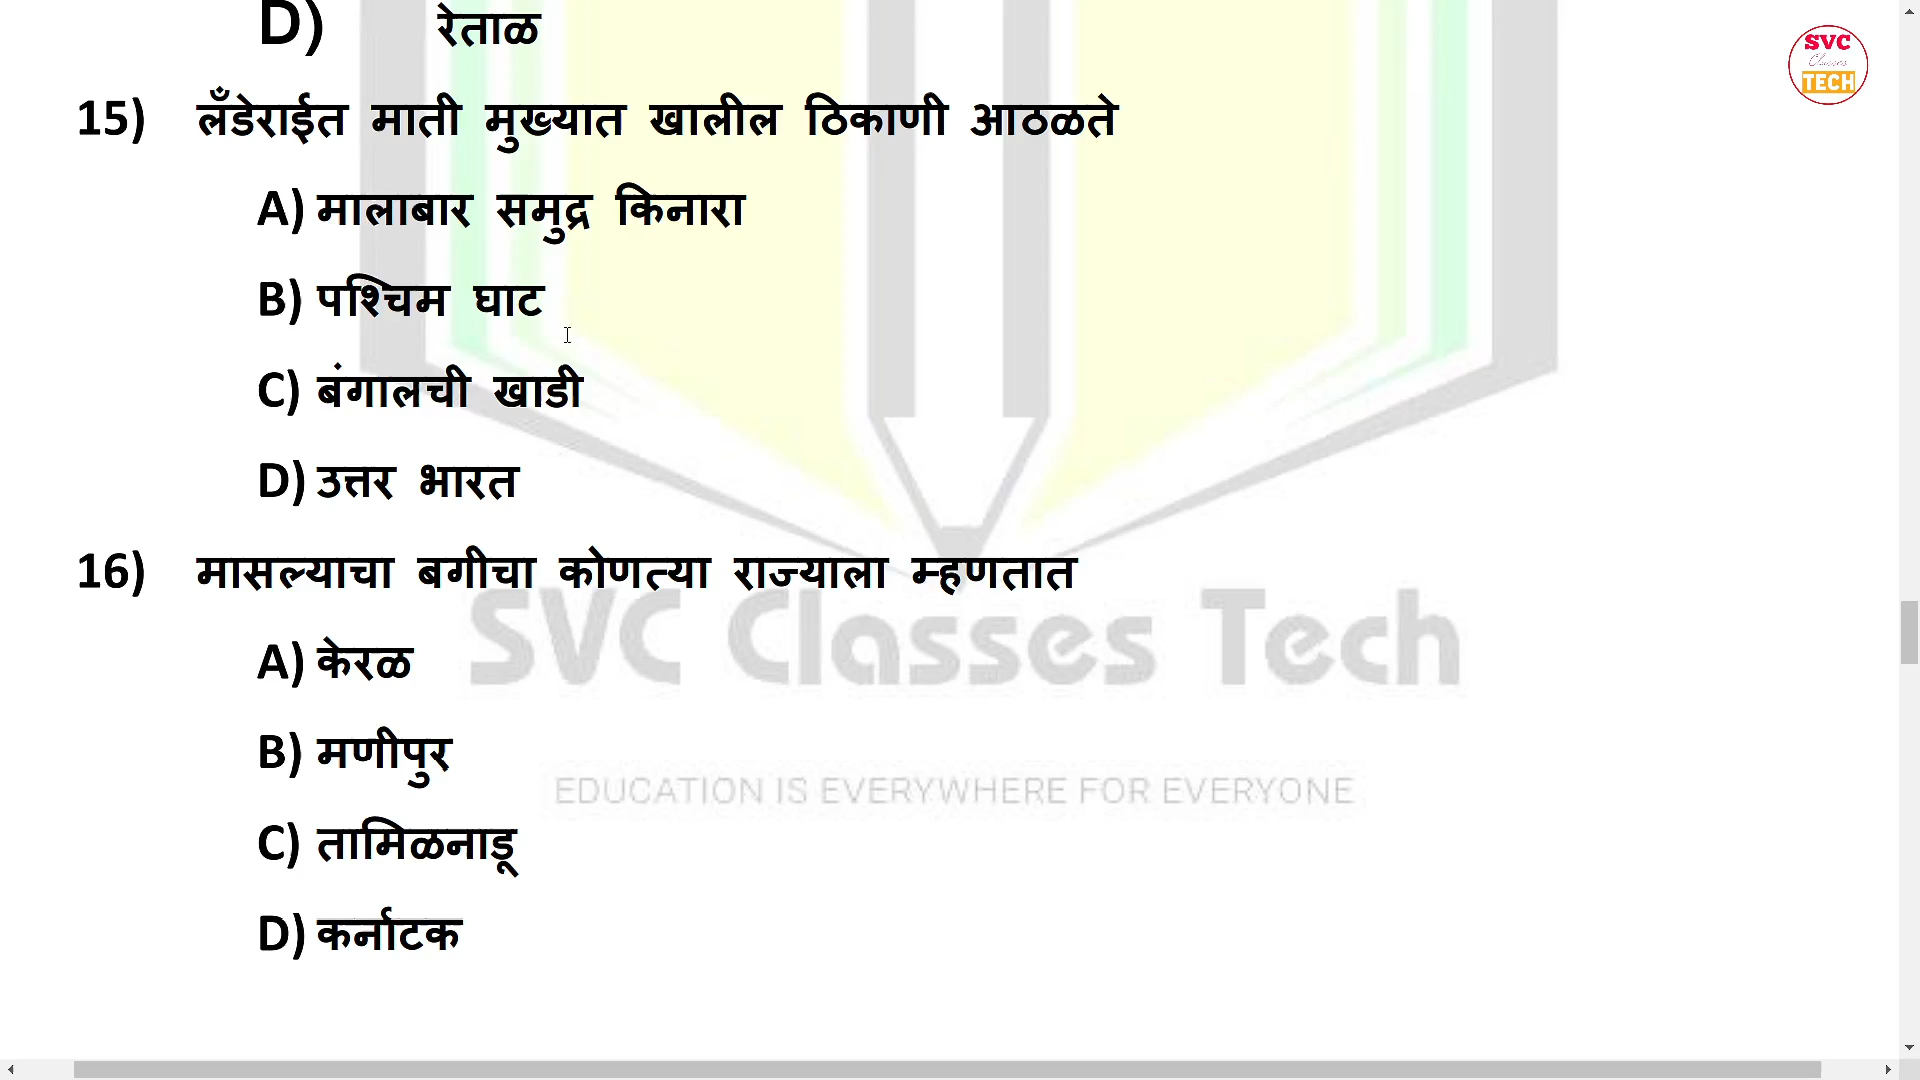 D) रेताळ
SVC
Classes
TECH
15) लँडेराईत माती मुख्यात खालील ठिकाणी आठळते
A) मालाबार समुद्र किनारा
B) पश्चिम घाट
C) बंगालची खाडी
D) उत्तर भारत
16) मासल्याचा बगीचा कोणत्या राज्याला म्हणतात
SVC Classes Tech
A) केरळ
B) मणीपुर
EDUCATION IS EVERYWHERE FOR EVERYONE
C) तामिळनाडू
D) कर्नाटक